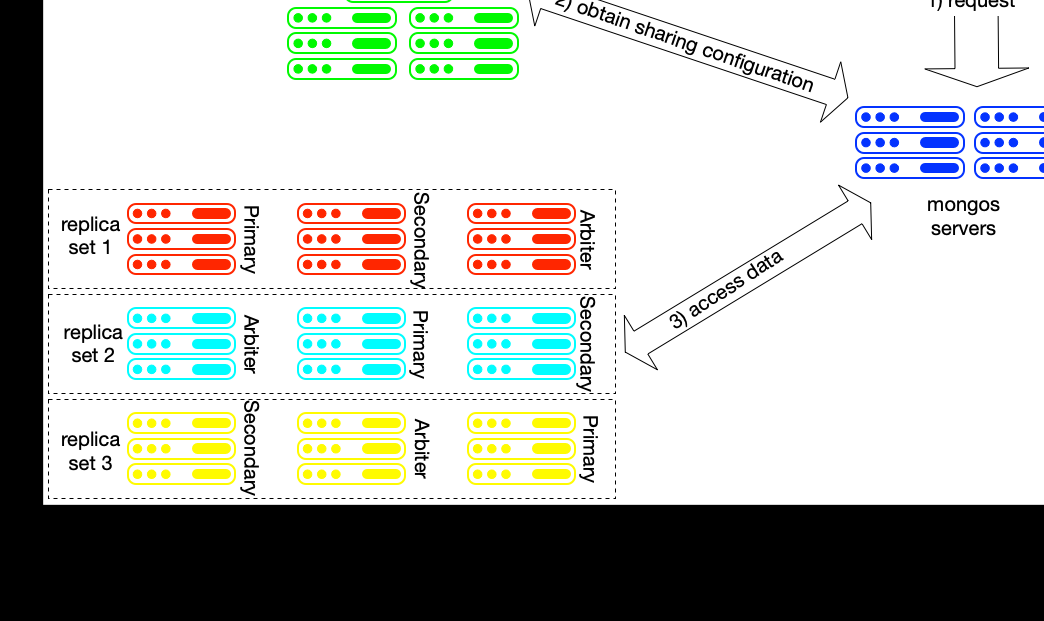 1) request
2) obtain sharing configuration
mongos
servers
replica
set 1
Primary
Secondary
Arbiter
3) access data
replica
set 2
Arbiter
Primary
Secondary
replica
set 3
Secondary
Arbiter
Primary